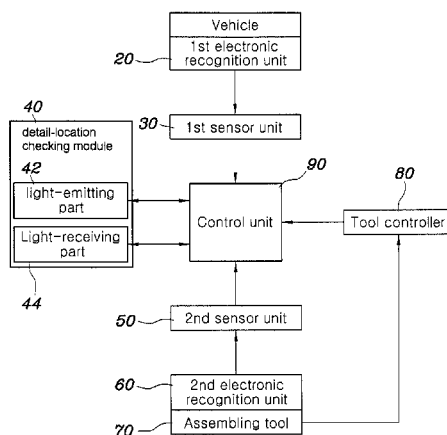 Vehicle
1st electronic
recognition unit
20
40
30
1st sensor unit
detail-location
checking module
42
90
80
light-emitting
part
Control unit
Tool controller
Light-receiving
part
44
50
2nd sensor unit
60
2nd electronic
recognition unit
70
Assembling tool